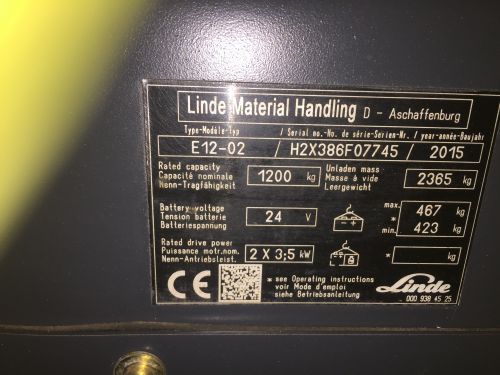 Linde Material Handling D - Aschaffenburg
Type-Modèle-typ / Serial no.-No. de série-Serien-Nr. / year-année-Baujahr
E12-02 / H2X386F07745 / 2015
Rated capacity
Capacité nominale
Nenn-Tragfähigkeit
1200 kg
Unladen mass
Masse à vide
Leergewicht
2365 kg
Battery voltage
Tension batterie
Batteriespannung
24 V
max. 467 kg
*
min. 423 kg
Rated drive power
Puissance motr.nom.
Nenn-Antriebsleist.
2 X 3,5 kW
* kg
CE
* see Operating instructions
voir Mode d'emploi
siehe Betriebsanleitung
Linde
000 938 45 25